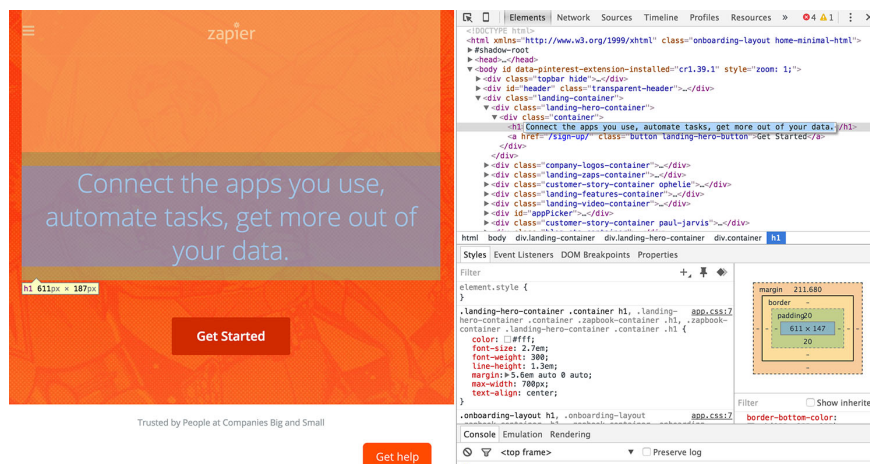 zapier
Connect the apps you use,
automate tasks, get more out of
your data.
h1 611px × 187px
Get Started
Trusted by People at Companies Big and Small
Get help
Elements Network Sources Timeline Profiles Resources » 4 1
<!DOCTYPE html>
<html xmlns="http://www.w3.org/1999/xhtml" class="onboarding-layout home-minimal-html">
▶#shadow-root
▶<head>…</head>
▼<body id data-pinterest-extension-installed="cr1.39.1" style="zoom: 1;">
▶<div class="topbar hide">…</div>
▶<div id="header" class="transparent-header">…</div>
▼<div class="landing-container">
▼<div class="landing-hero-container">
▼<div class="container">
<h1>Connect the apps you use, automate tasks, get more out of your data.</h1>
<a href="/sign-up/" class="button landing-hero-button">Get Started</a>
</div>
</div>
▶<div class="company-logos-container">…</div>
▶<div class="landing-zaps-container">…</div>
▶<div class="customer-story-container ophelie">…</div>
▶<div class="landing-features-container">…</div>
▶<div class="landing-video-container">…</div>
▶<div id="appPicker">…</div>
▶<div class="customer-story-container paul-jarvis">…</div>
html body div.landing-container div.landing-hero-container div.container h1
Styles Event Listeners DOM Breakpoints Properties
Filter
element.style {
}
.landing-hero-container .container h1, .landing- app.css:7
hero-container .container .zapbook-container .h1, .zapbook-
container .landing-hero-container .container .h1 {
color: #fff;
font-size: 2.7em;
font-weight: 300;
line-height: 1.3em;
margin:▶5.6em auto 0 auto;
max-width: 700px;
text-align: center;
}
.onboarding-layout h1, .onboarding-layout app.css:7
margin 211.680
border -
padding20
- - - 611 × 147 - - -
20
-
-
Filter Show inherite
border-bottom-color:
Console Emulation Rendering
<top frame> ▼ Preserve log